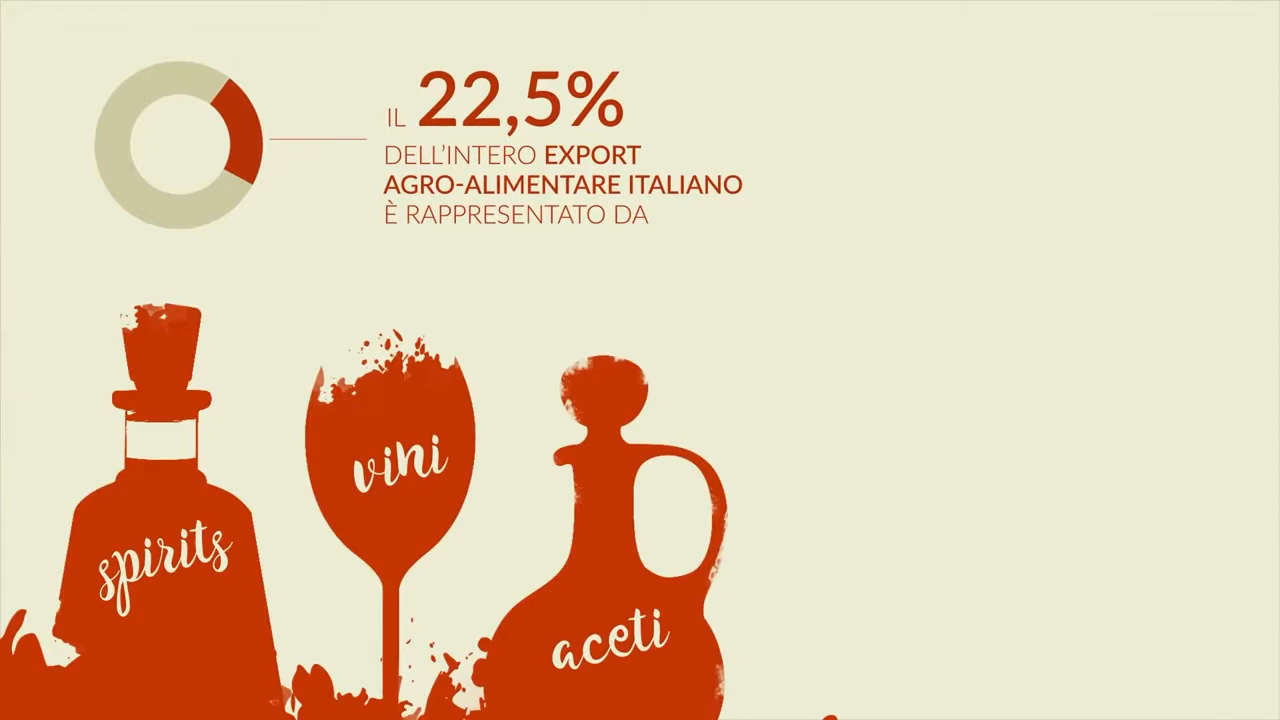 IL 22,5%
DELL'INTERO EXPORT
AGRO-ALIMENTARE ITALIANO
È RAPPRESENTATO DA
vini
spirits
aceti